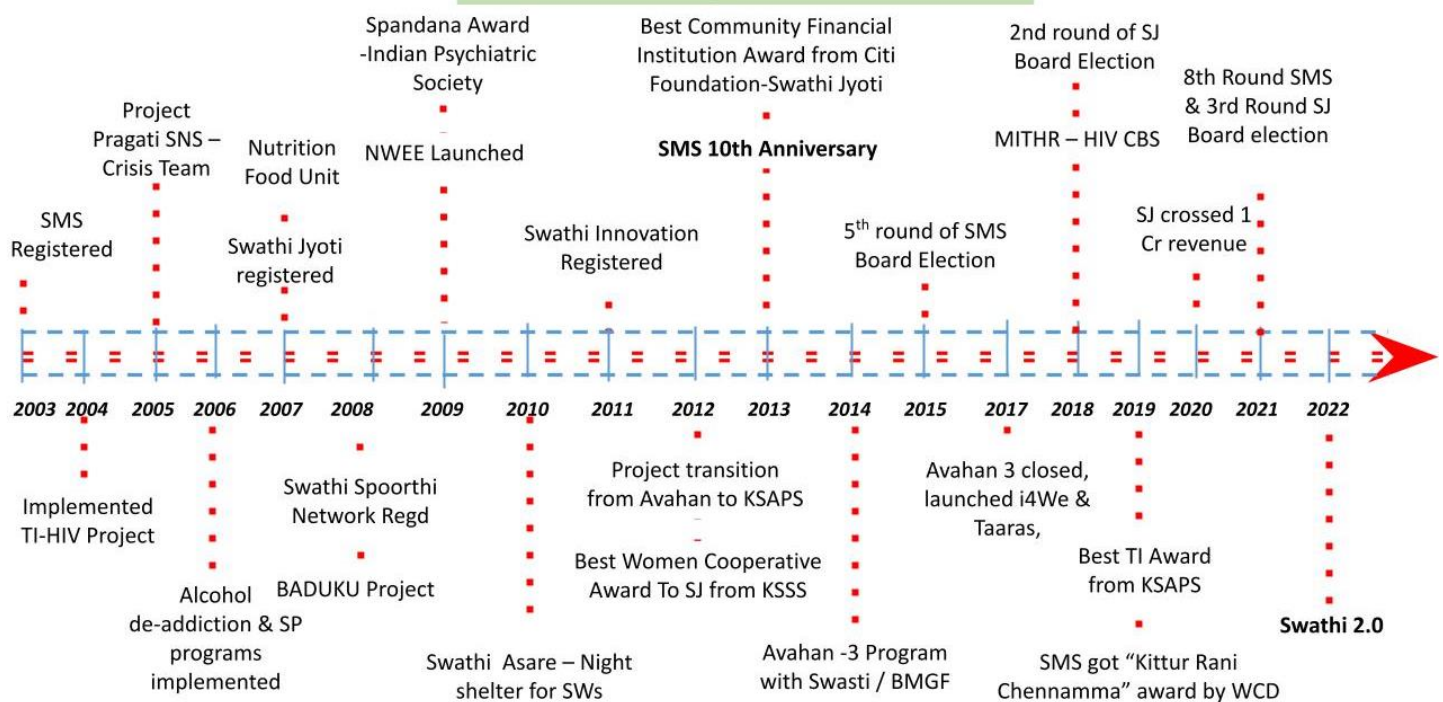 Spandana Award
-Indian Psychiatric
Society
Best Community Financial
Institution Award from Citi
Foundation-Swathi Jyoti
2nd round of SJ
Board Election
8th Round SMS
& 3rd Round SJ
Board election
Project
Pragati SNS –
Crisis Team
Nutrition
Food Unit
NWEE Launched
SMS 10th Anniversary
MITHR – HIV CBS
SMS
Registered
Swathi Jyoti
registered
Swathi Innovation
Registered
5th round of SMS
Board Election
SJ crossed 1
Cr revenue
2003 2004 2005 2006 2007 2008 2009 2010 2011 2012 2013 2014 2015 2017 2018 2019 2020 2021 2022
Implemented
TI-HIV Project
Alcohol
de-addiction & SP
programs
implemented
Swathi Spoorthi
Network Regd
BADUKU Project
Swathi Asare – Night
shelter for SWs
Project transition
from Avahan to KSAPS
Best Women Cooperative
Award To SJ from KSSS
Avahan -3 Program
with Swasti / BMGF
Avahan 3 closed,
launched i4We &
Taaras,
Best TI Award
from KSAPS
SMS got “Kittur Rani
Chennamma” award by WCD
Swathi 2.0